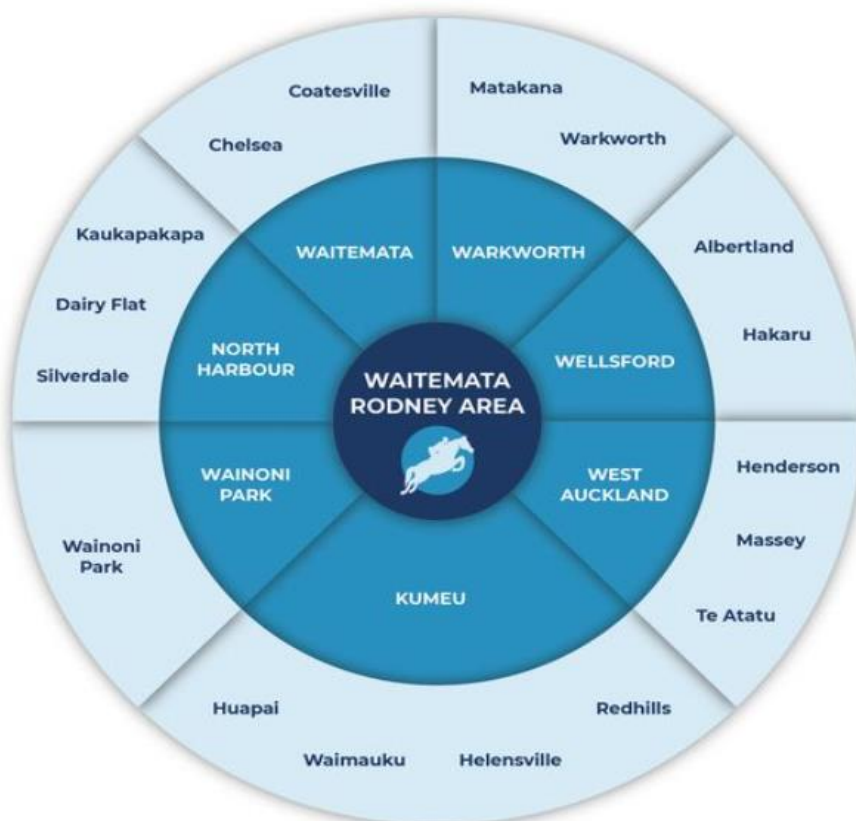 Coatesville
Chelsea
Matakana
Warkworth
Kaukapakapa
Dairy Flat
Silverdale
WAITEMATA
WARKWORTH
Albertland
Hakaru
NORTH
HARBOUR
WELLSFORD
WAITEMATA
RODNEY AREA
WAINONI
PARK
WEST
AUCKLAND
Henderson
Massey
Te Atatu
Wainoni
Park
KUMEU
Huapai
Waimauku
Helensville
Redhills